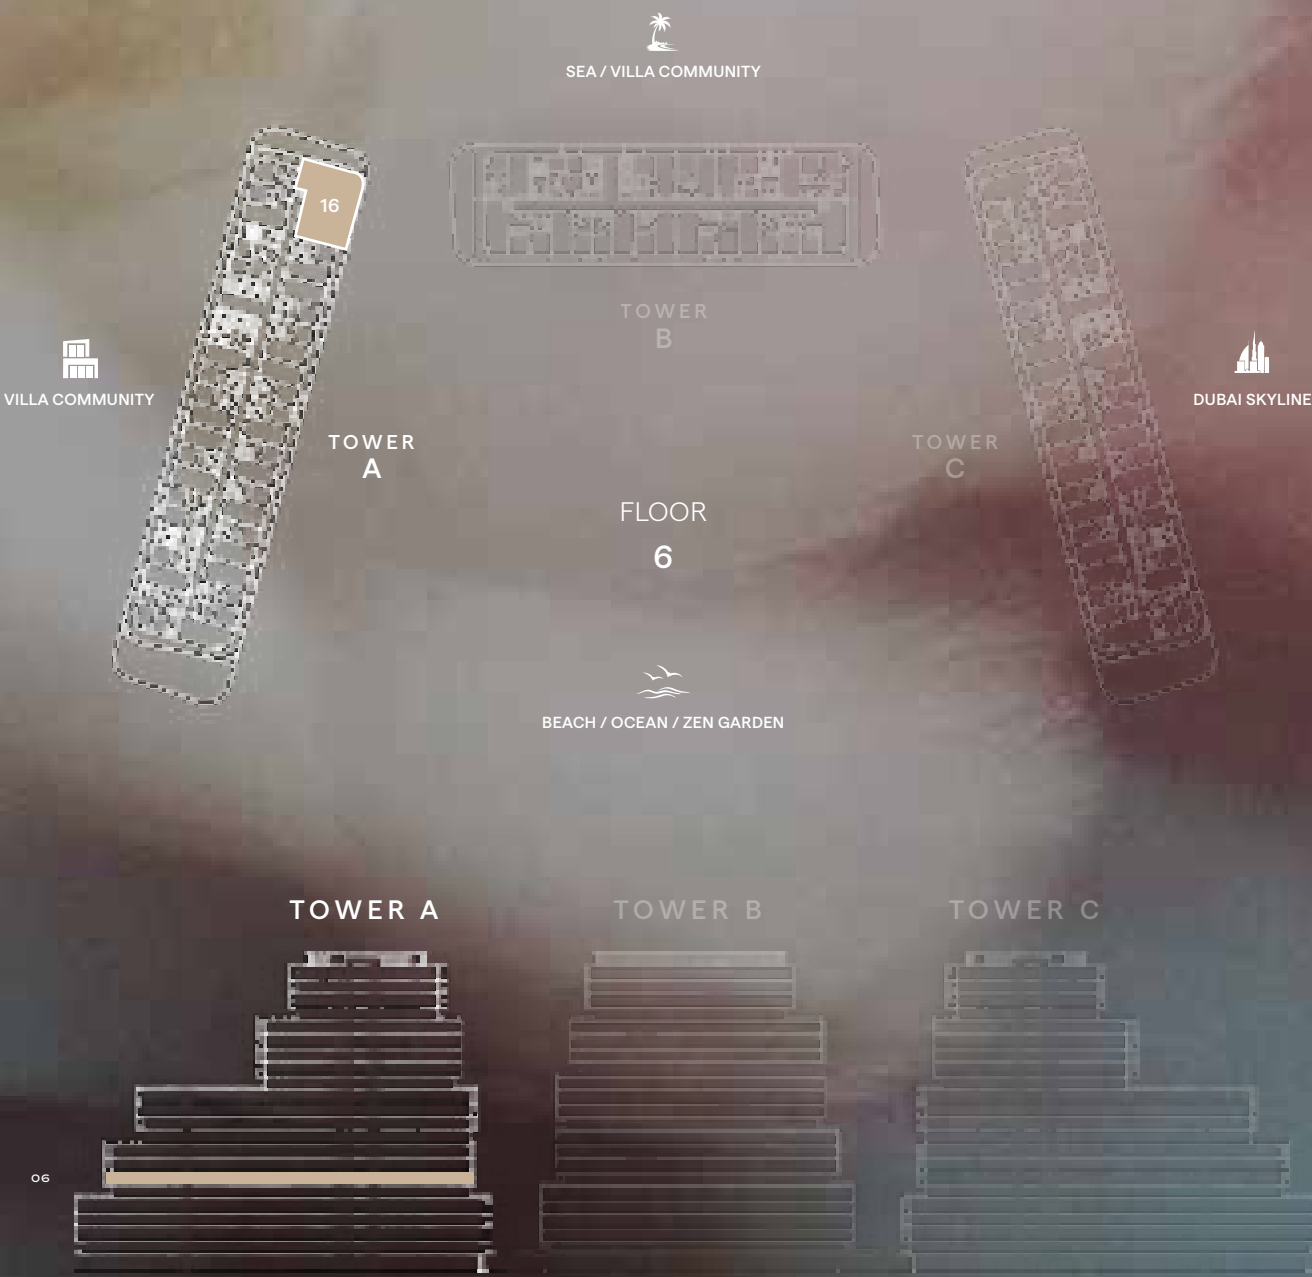 SEA / VILLA COMMUNITY
16
TOWER
B
VILLA COMMUNITY
DUBAI SKYLINE
TOWER
A
TOWER
C
FLOOR
6
BEACH / OCEAN / ZEN GARDEN
TOWER A
TOWER B
TOWER C
06